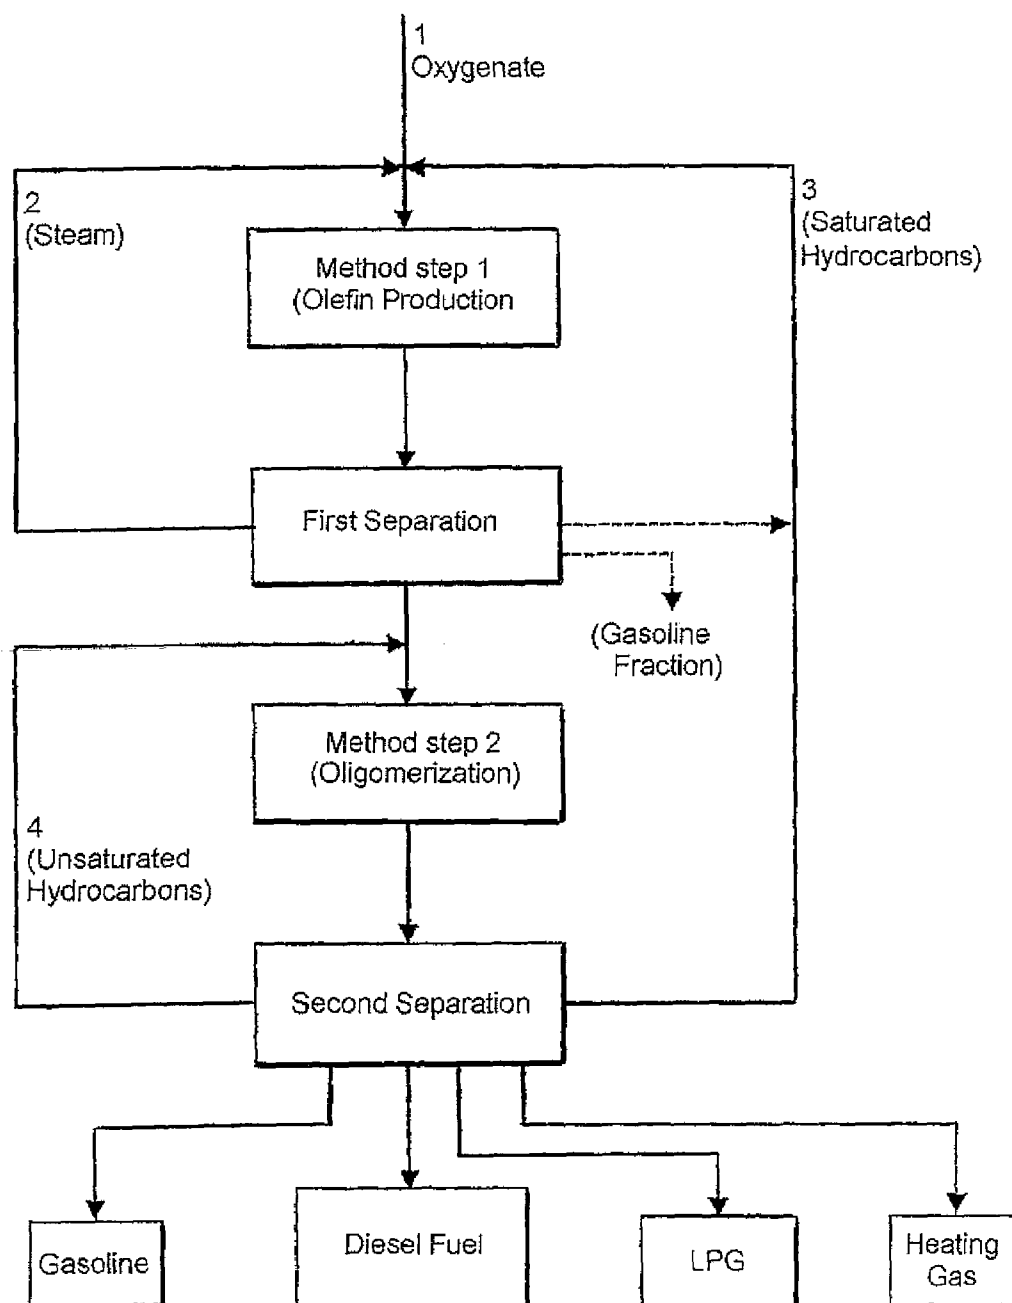 1
Oxygenate
2
(Steam)
3
(Saturated
Hydrocarbons)
Method step 1
(Olefin Production
First Separation
(Gasoline
Fraction)
Method step 2
(Oligomerization)
4
(Unsaturated
Hydrocarbons)
Second Separation
Gasoline
Diesel Fuel
LPG
Heating
Gas